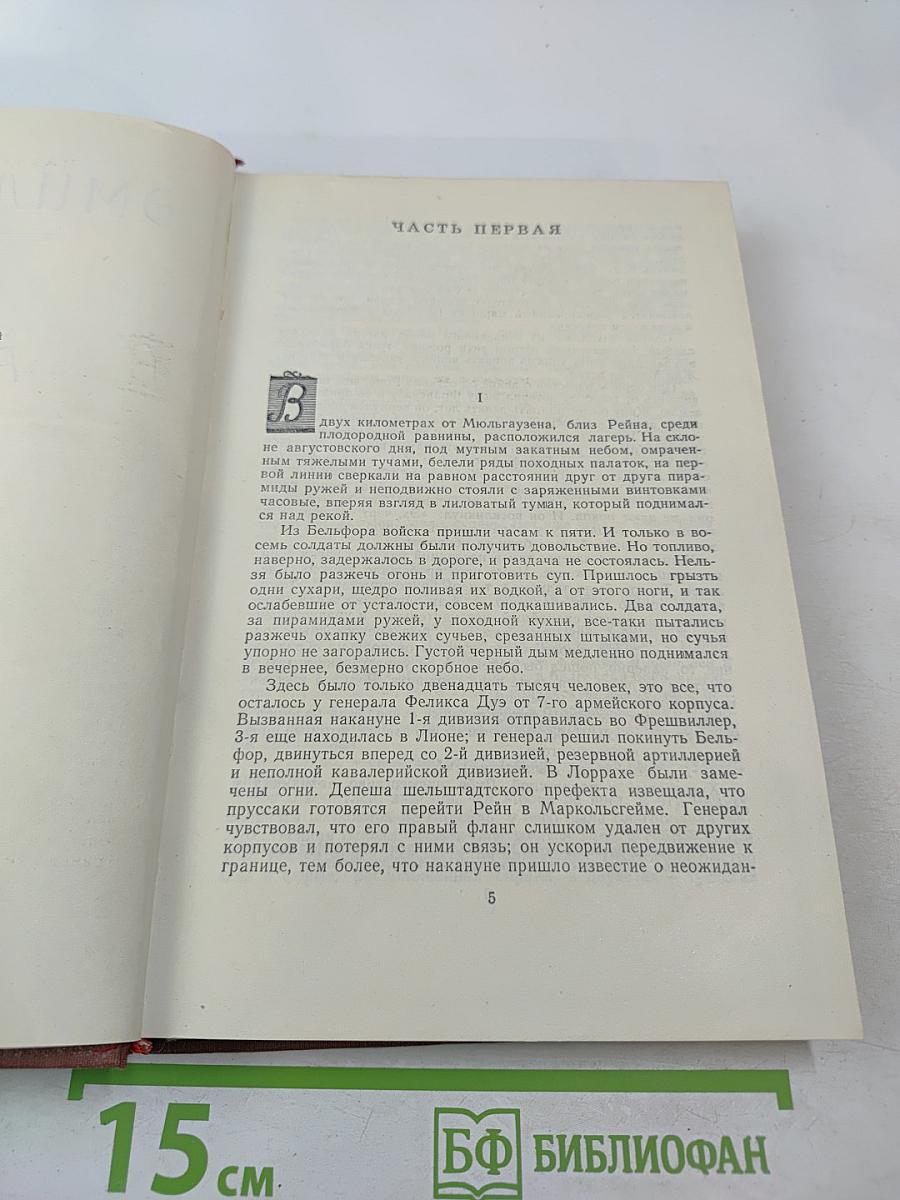 ЧАСТЬ ПЕРВАЯ
I
В двух километрах от Мюльгаузена, близ Рейна, среди
плодородной равнины, расположился лагерь. На скло-
не августовского дня, под мутным закатным небом, омрачен-
ным тяжелыми тучами, белели ряды походных палаток, на пер-
вой линии сверкали на равном расстоянии друг от друга пира-
миды ружей и неподвижно стояли с заряженными винтовками
часовые, вперяя взгляд в лиловатый туман, который поднимал-
ся над рекой.
Из Бельфора войска пришли часам к пяти. И только в во-
семь солдаты должны были получить довольствие. Но топливо,
наверно, задержалось в дороге, и раздача не состоялась. Нель-
зя было разжечь огонь и приготовить суп. Пришлось грызть
одни сухари, щедро поливая их водкой, а от этого ноги, и так
ослабевшие от усталости, совсем подкашивались. Два солдата,
за пирамидами ружей, у походной кухни, все-таки пытались
разжечь охапку свежих сучьев, срезанных штыками, но сучья
упорно не загорались. Густой черный дым медленно поднимался
в вечернее, безмерно скорбное небо.
Здесь было только двенадцать тысяч человек, это все, что
осталось у генерала Феликса Дуэ от 7-го армейского корпуса.
Вызванная накануне 1-я дивизия отправилась во Фрешвиллер,
3-я еще находилась в Лионе; и генерал решил покинуть Бель-
фор, двинуться вперед со 2-й дивизией, резервной артиллерией
и неполной кавалерийской дивизией. В Лоррахе были заме-
чены огни. Депеша шельштадтского префекта извещала, что
пруссаки готовятся перейти Рейн в Маркольсгейме. Генерал
чувствовал, что его правый фланг слишком удален от других
корпусов и потерял с ними связь; он ускорил передвижение к
границе, тем более, что накануне пришло известие о неожидан-
5
15 см
БФ БИБЛИОФАН